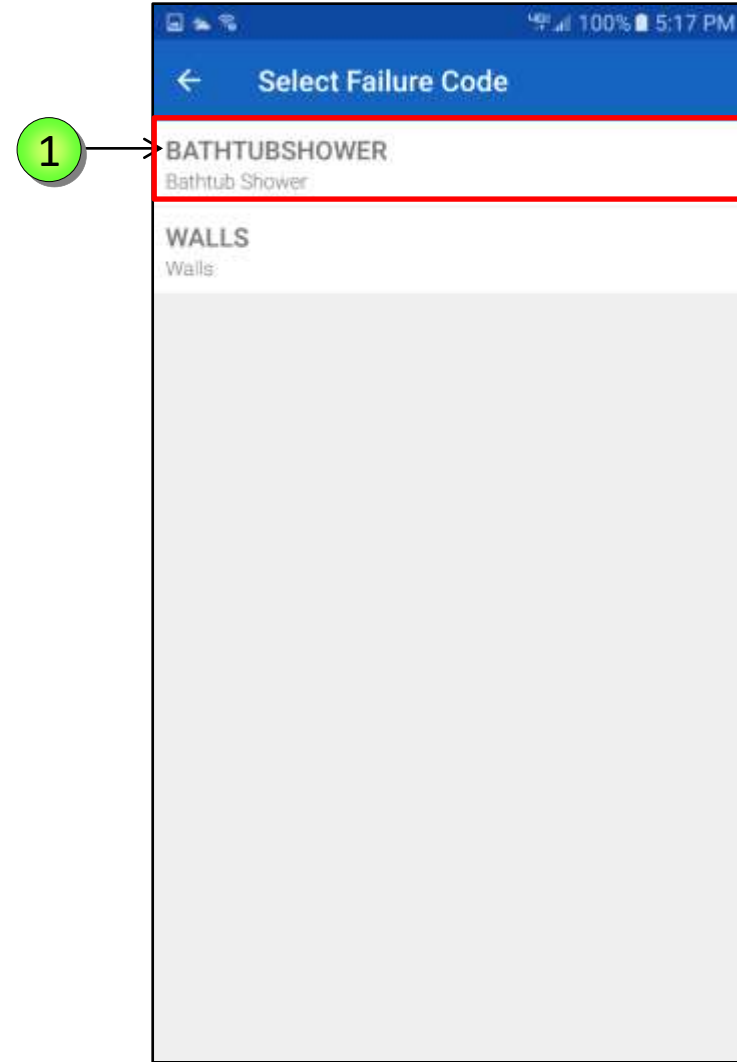 100% 5:17 PM
Select Failure Code
1
BATHTUBSHOWER
Bathtub Shower
WALLS
Walls